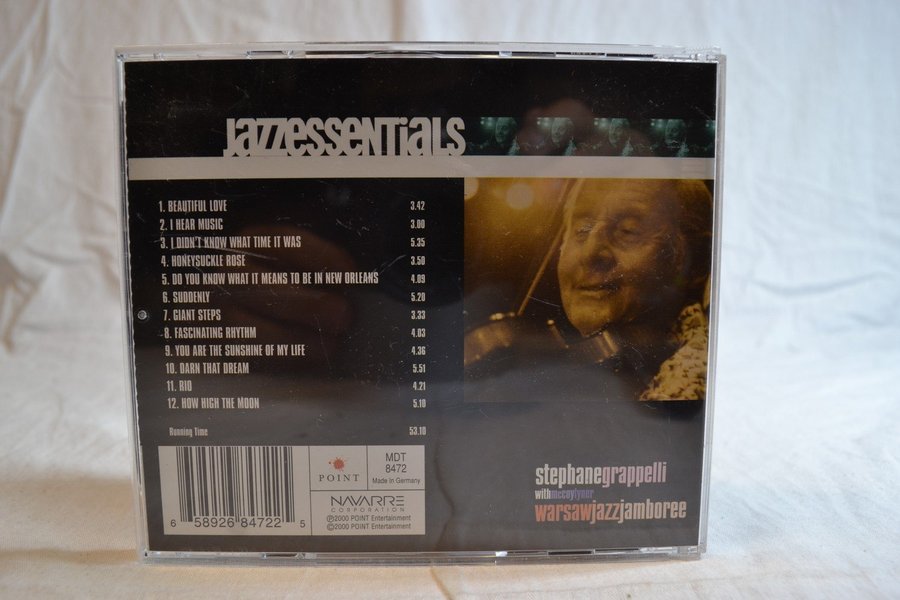 JAZZESSENTiALS
1. BEAUTIFUL LOVE 3.42
2. I HEAR MUSIC 3.00
3. I DIDN'T KNOW WHAT TIME IT WAS 5.35
4. HONEYSUCKLE ROSE 3.50
5. DO YOU KNOW WHAT IT MEANS TO BE IN NEW ORLEANS 4.09
6. SUDDENLY 5.20
7. GIANT STEPS 3.33
8. FASCINATING RHYTHM 4.03
9. YOU ARE THE SUNSHINE OF MY LIFE 4.36
10. DARN THAT DREAM 5.51
11. RIO 4.21
12. HOW HIGH THE MOON 5.10
Running Time 53.10
6 58926 84722 5
POINT
MDT
8472
Made in Germany
NAVARRE
CORPORATION
℗2000 POINT Entertainment
©2000 POINT Entertainment
stephanegrappelli
withmccoytyner
warsawjazzjamboree